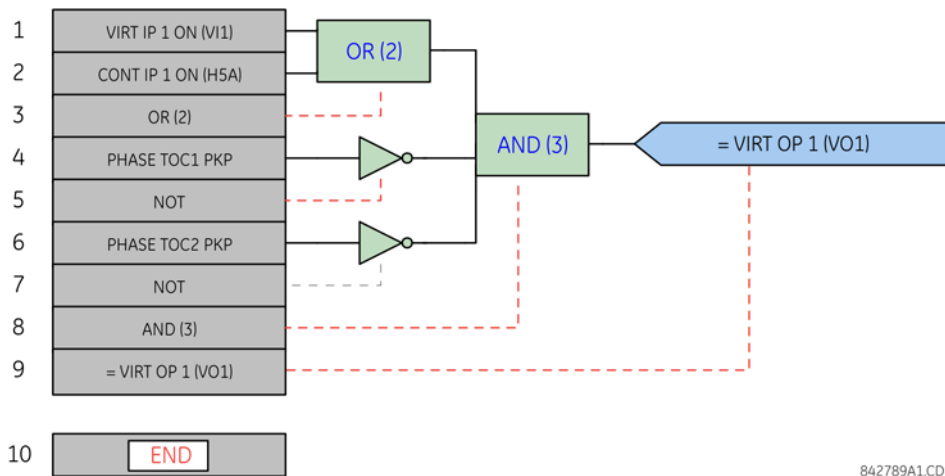 1 VIRT IP 1 ON (VI1)
2 CONT IP 1 ON (H5A)
OR (2)
3 OR (2)
4 PHASE TOC1 PKP
AND (3)
= VIRT OP 1 (VO1)
5 NOT
6 PHASE TOC2 PKP
7 NOT
8 AND (3)
9 = VIRT OP 1 (VO1)
10 END
842789A1.CD